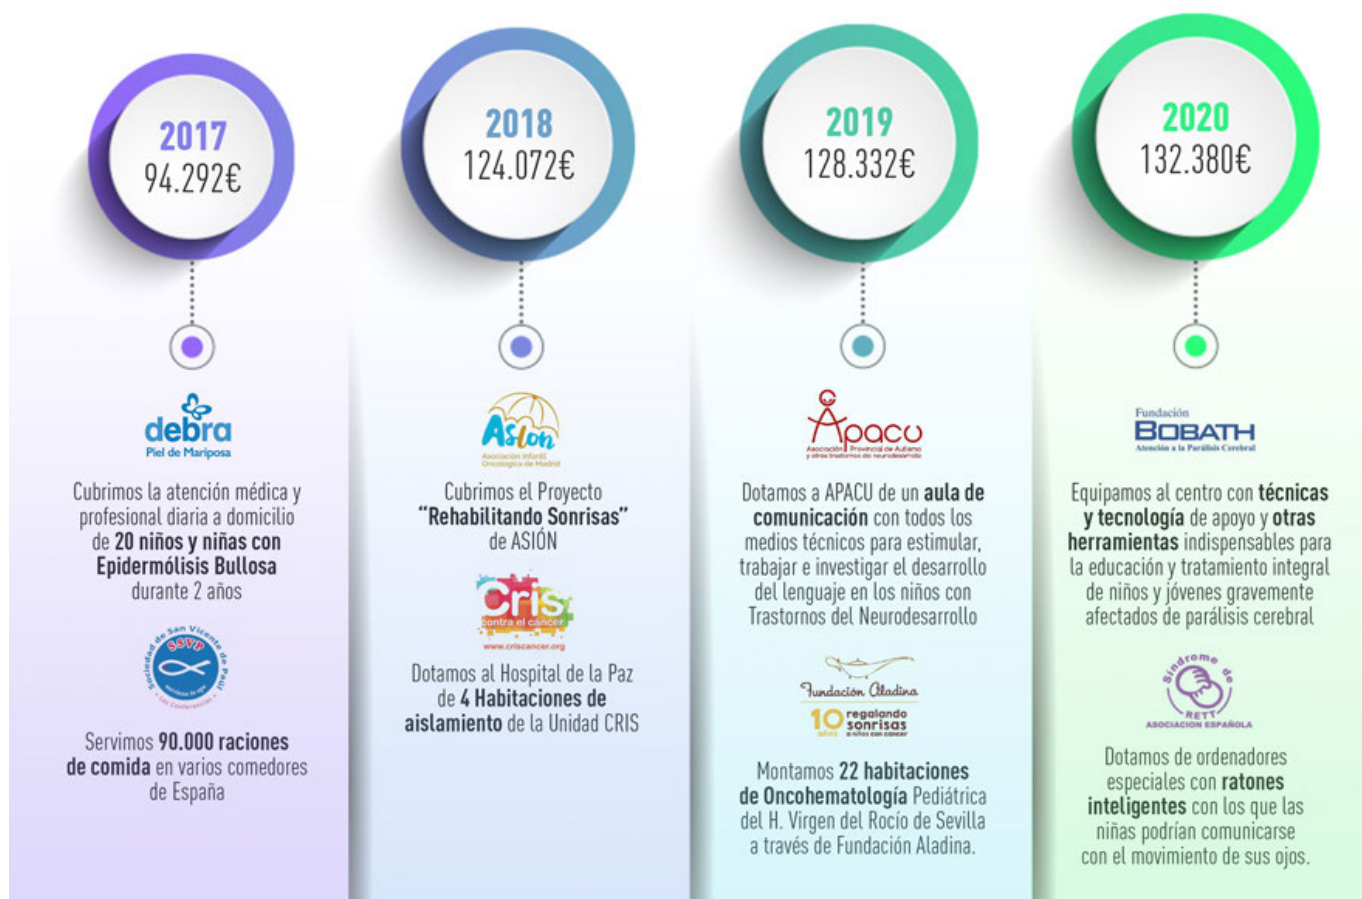 2017
94.292€
debra
Piel de Mariposa
Cubrimos la atención médica y
profesional diaria a domicilio
de 20 niños y niñas con
Epidermólisis Bullosa
durante 2 años
Sociedad de San Vicente de Paúl
SSVP
Las Conferencias
Servimos 90.000 raciones
de comida en varios comedores
de España
2018
124.072€
ASIon
Asociación Infantil
Oncológica de Madrid
Cubrimos el Proyecto
“Rehabilitando Sonrisas”
de ASIÓN
Cris
contra el cáncer
www.criscancer.org
Dotamos al Hospital de la Paz
de 4 Habitaciones de
aislamiento de la Unidad CRIS
2019
128.332€
Apacu
Asociación Provincial de Autismo
y otros trastornos del neurodesarrollo
Dotamos a APACU de un aula de
comunicación con todos los
medios técnicos para estimular,
trabajar e investigar el desarrollo
del lenguaje en los niños con
Trastornos del Neurodesarrollo
Fundación Aladina
10 años
regalando
sonrisas
a niños con cáncer
Montamos 22 habitaciones
de Oncohematología Pediátrica
del H. Virgen del Rocío de Sevilla
a través de Fundación Aladina.
2020
132.380€
Fundación
BOBATH
Atención a la Parálisis Cerebral
Equipamos al centro con técnicas
y tecnología de apoyo y otras
herramientas indispensables para
la educación y tratamiento integral
de niños y jóvenes gravemente
afectados de parálisis cerebral
Síndrome de
RETT
ASOCIACION ESPAÑOLA
Dotamos de ordenadores
especiales con ratones
inteligentes con los que las
niñas podrían comunicarse
con el movimiento de sus ojos.